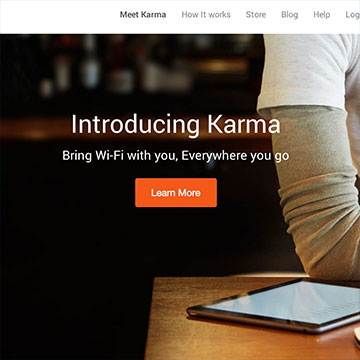 Meet Karma How It works Store Blog Help Log
Introducing Karma
Bring Wi-Fi with you, Everywhere you go
Learn More